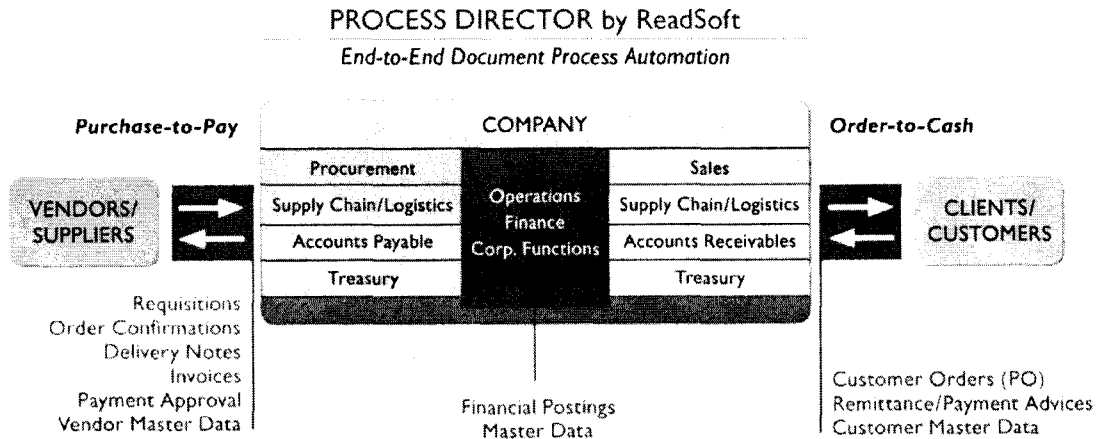 PROCESS DIRECTOR by ReadSoft
End-to-End Document Process Automation
Purchase-to-Pay
COMPANY
Order-to-Cash
Procurement
Sales
VENDORS/
SUPPLIERS
Supply Chain/Logistics
Accounts Payable
Treasury
Operations
Finance
Corp. Functions
Supply Chain/Logistics
Accounts Receivables
Treasury
CLIENTS/
CUSTOMERS
Requisitions
Order Confirmations
Delivery Notes
Invoices
Payment Approval
Vendor Master Data
Financial Postings
Master Data
Customer Orders (PO)
Remittance/Payment Advices
Customer Master Data